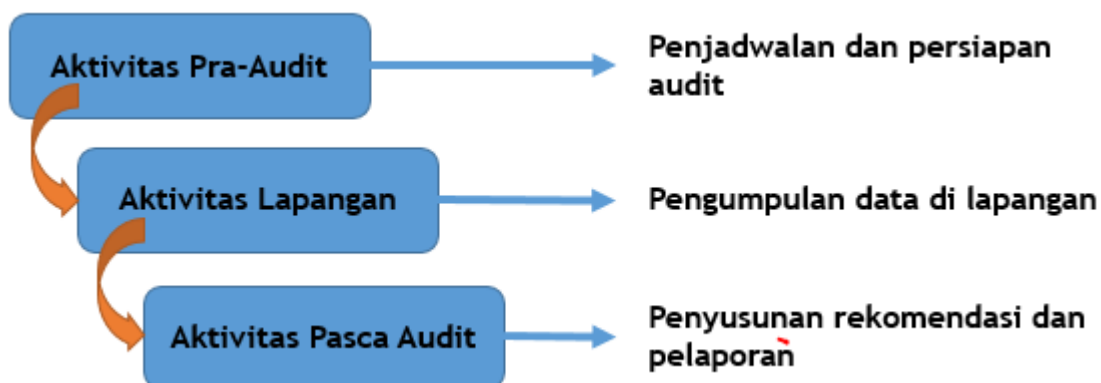 Aktivitas Pra-Audit
Penjadwalan dan persiapan
audit
Aktivitas Lapangan
Pengumpulan data di lapangan
Aktivitas Pasca Audit
Penyusunan rekomendasi dan
pelaporan